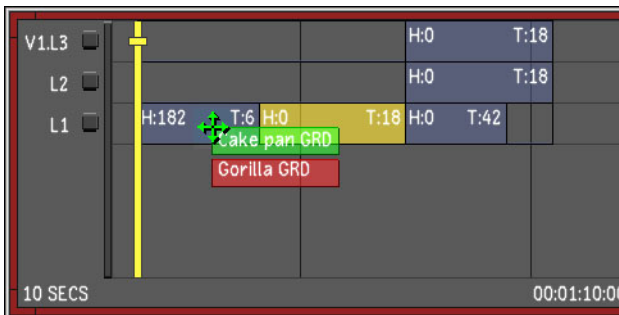 V1.L3 H:0 T:18
L2 H:0 T:18
L1 H:182 T:6 H:0 T:18 H:0 T:42
Cake pan GRD
Gorilla GRD
10 SECS 00:01:10:00